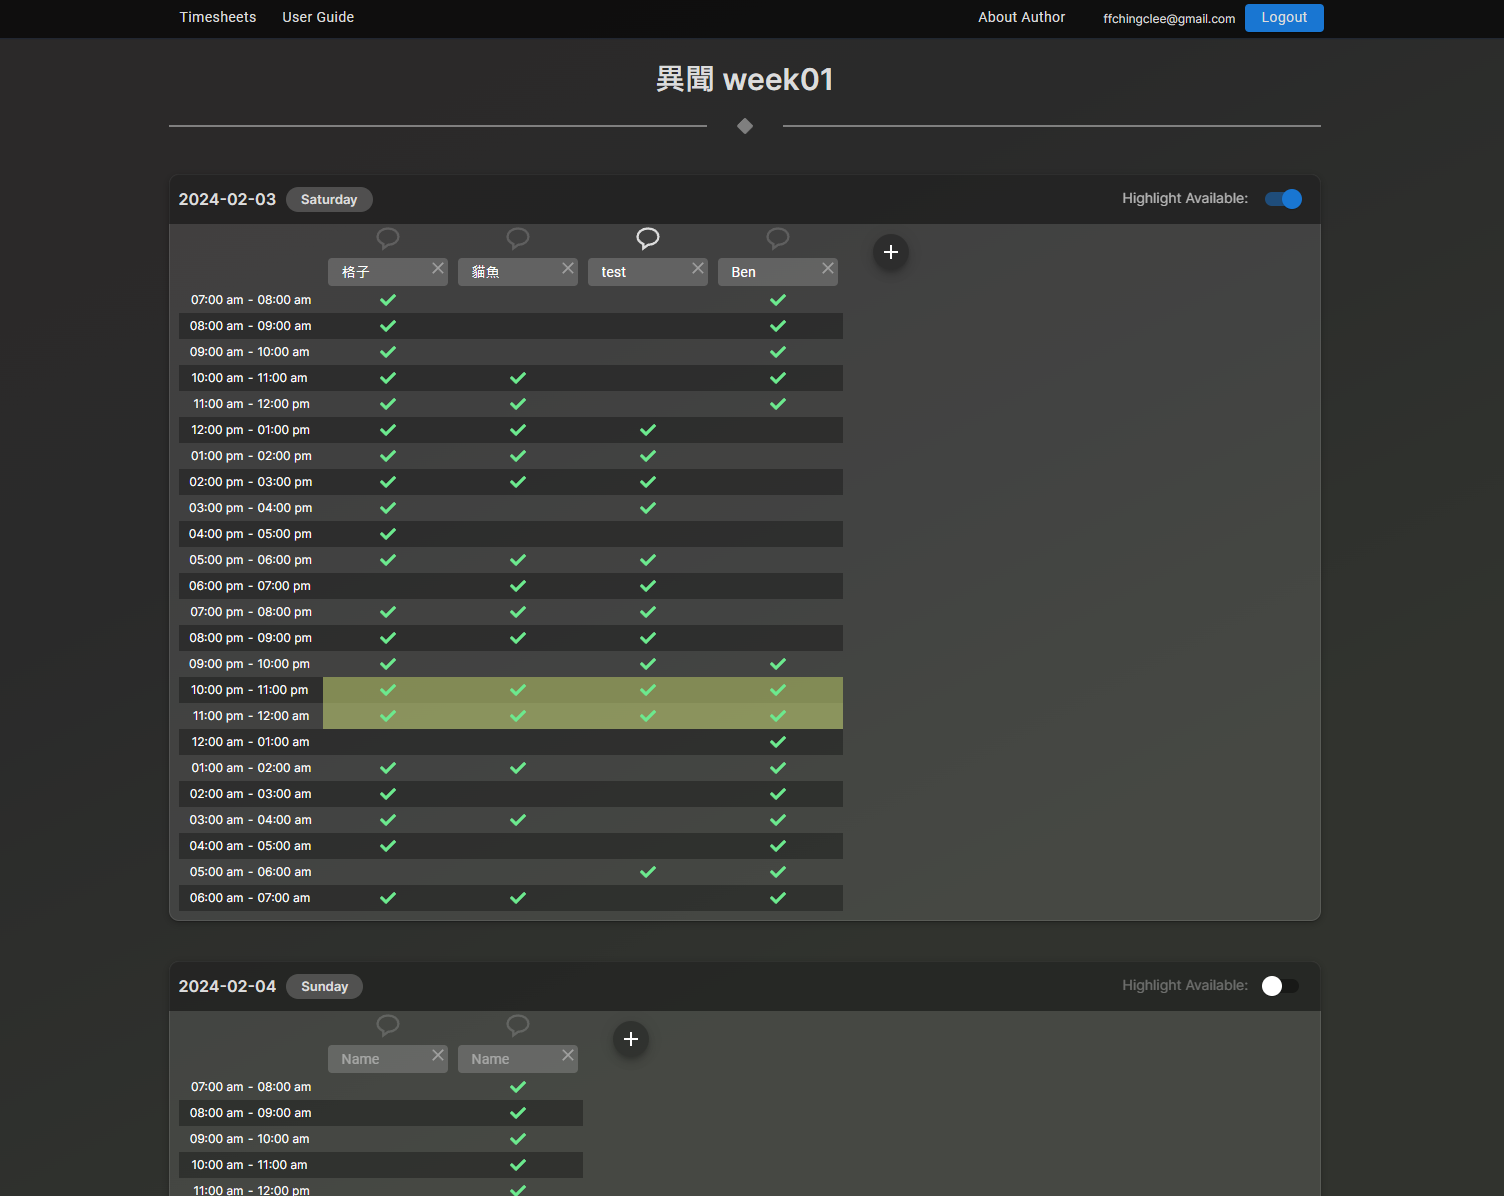 Timesheets User Guide About Author ffchingclee@gmail.com Logout
異聞 week01
2024-02-03 Saturday Highlight Available:
格子 貓魚 test Ben
07:00 am - 08:00 am
08:00 am - 09:00 am
09:00 am - 10:00 am
10:00 am - 11:00 am
11:00 am - 12:00 pm
12:00 pm - 01:00 pm
01:00 pm - 02:00 pm
02:00 pm - 03:00 pm
03:00 pm - 04:00 pm
04:00 pm - 05:00 pm
05:00 pm - 06:00 pm
06:00 pm - 07:00 pm
07:00 pm - 08:00 pm
08:00 pm - 09:00 pm
09:00 pm - 10:00 pm
10:00 pm - 11:00 pm
11:00 pm - 12:00 am
12:00 am - 01:00 am
01:00 am - 02:00 am
02:00 am - 03:00 am
03:00 am - 04:00 am
04:00 am - 05:00 am
05:00 am - 06:00 am
06:00 am - 07:00 am
2024-02-04 Sunday Highlight Available:
Name Name
07:00 am - 08:00 am
08:00 am - 09:00 am
09:00 am - 10:00 am
10:00 am - 11:00 am
11:00 am - 12:00 pm